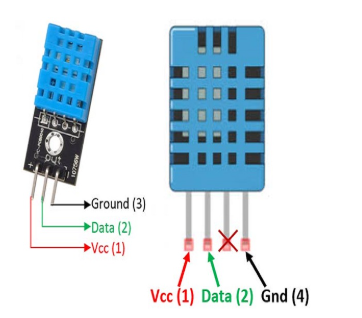 Ground (3)
Data (2)
Vcc (1)
Vcc (1) Data (2) Gnd (4)